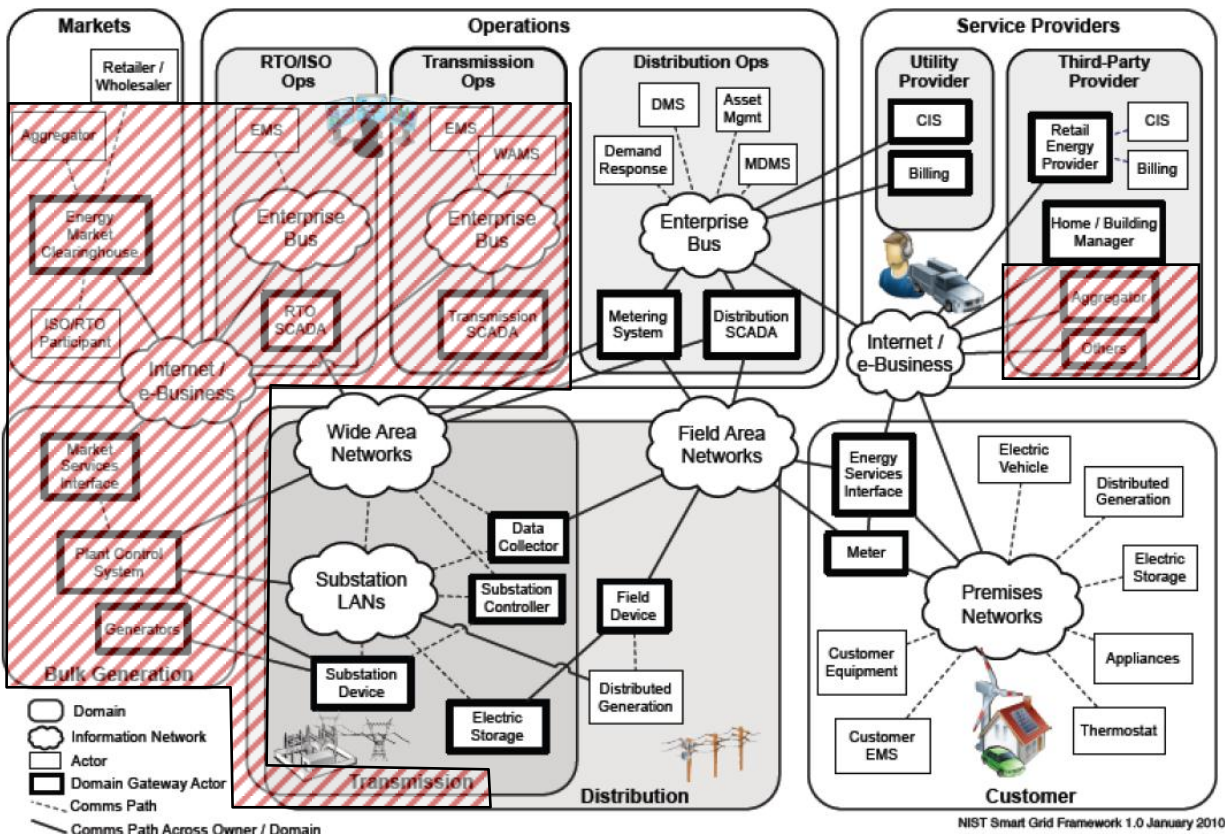 Markets
Operations
Service Providers
Retailer /
Wholesaler
RTO/ISO
Ops
Transmission
Ops
Distribution Ops
Utility
Provider
Third-Party
Provider
Aggregator
EMS
EMS
WAMS
DMS
Asset
Mgmt
Demand
Response
MDMS
CIS
Billing
Retail
Energy
Provider
CIS
Billing
Energy
Market
Clearinghouse
Enterprise
Bus
Enterprise
Bus
Enterprise
Bus
Home / Building
Manager
ISO/RTO
Participant
RTO
SCADA
Transmission
SCADA
Metering
System
Distribution
SCADA
Aggregator
Others
Internet /
e-Business
Internet /
e-Business
Market
Services
Interface
Wide Area
Networks
Field Area
Networks
Energy
Services
Interface
Electric
Vehicle
Distributed
Generation
Plant Control
System
Data
Collector
Meter
Electric
Storage
Substation
LANs
Substation
Controller
Field
Device
Premises
Networks
Generators
Bulk Generation
Substation
Device
Distributed
Generation
Customer
Equipment
Appliances
Electric
Storage
Customer
EMS
Thermostat
Transmission
Distribution
Customer
Domain
Information Network
Actor
Domain Gateway Actor
Comms Path
Comms Path Across Owner / Domain
NIST Smart Grid Framework 1.0 January 2010